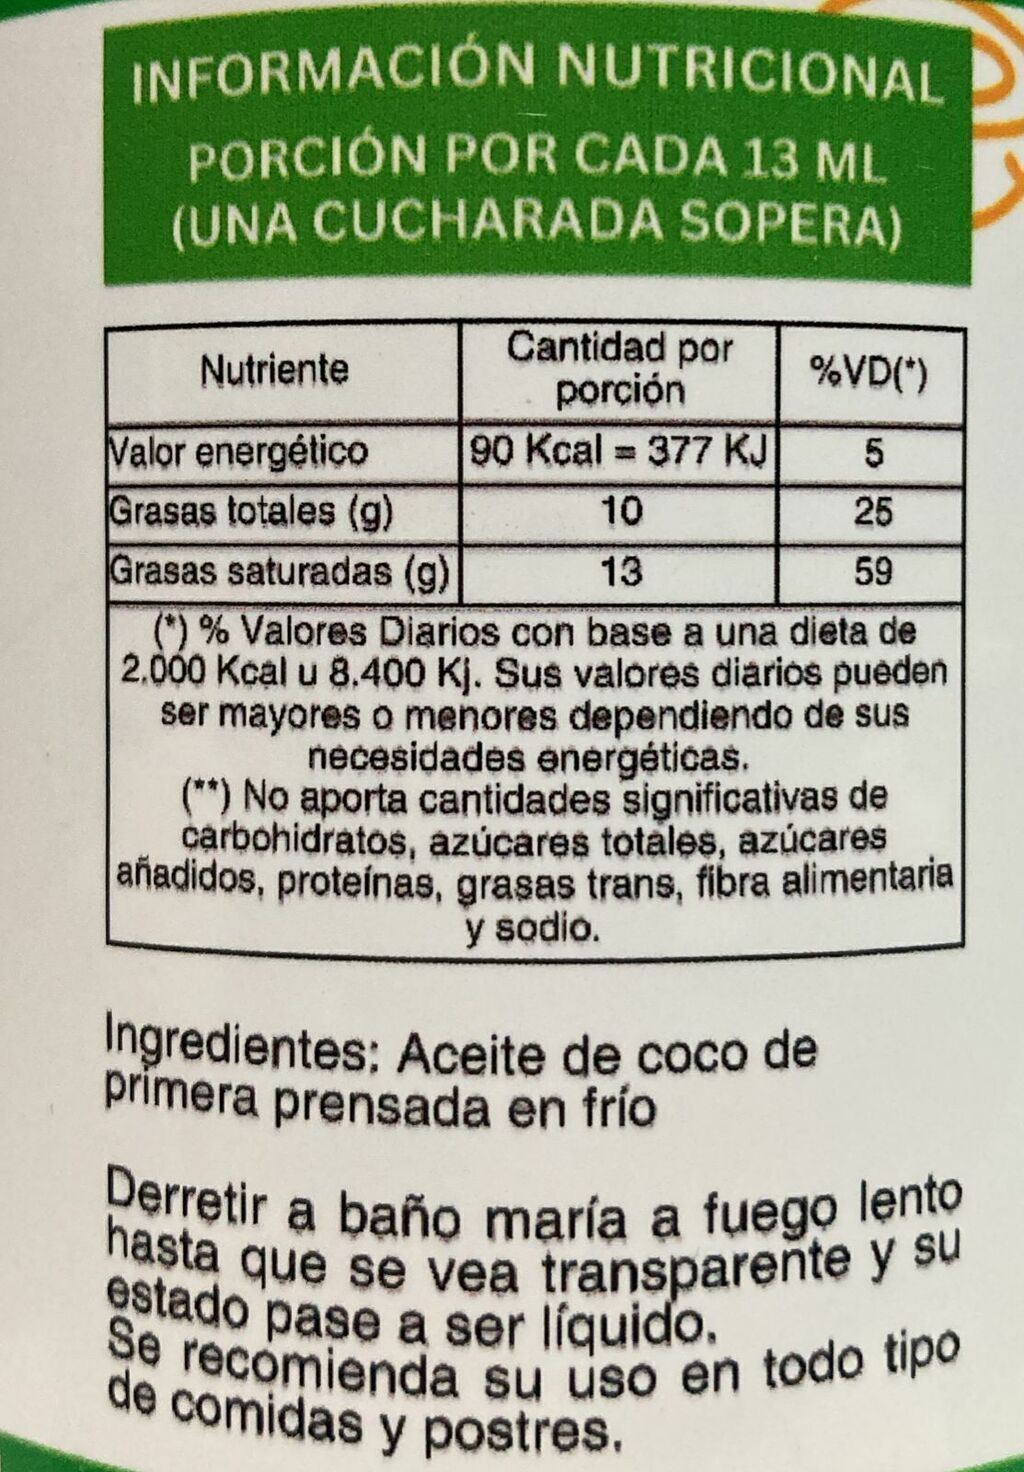 INFORMACIÓN NUTRICIONAL
PORCIÓN POR CADA 13 ML
(UNA CUCHARADA SOPERA)
Nutriente Cantidad por porción %VD(*)
Valor energético 90 Kcal = 377 KJ 5
Grasas totales (g) 10 25
Grasas saturadas (g) 13 59
(*) % Valores Diarios con base a una dieta de
2.000 Kcal u 8.400 Kj. Sus valores diarios pueden
ser mayores o menores dependiendo de sus
necesidades energéticas.
(**) No aporta cantidades significativas de
carbohidratos, azúcares totales, azúcares
añadidos, proteínas, grasas trans, fibra alimentaria
y sodio.
Ingredientes: Aceite de coco de
primera prensada en frío
Derretir a baño maría a fuego lento
hasta que se vea transparente y su
estado pase a ser líquido.
Se recomienda su uso en todo tipo
de comidas y postres.